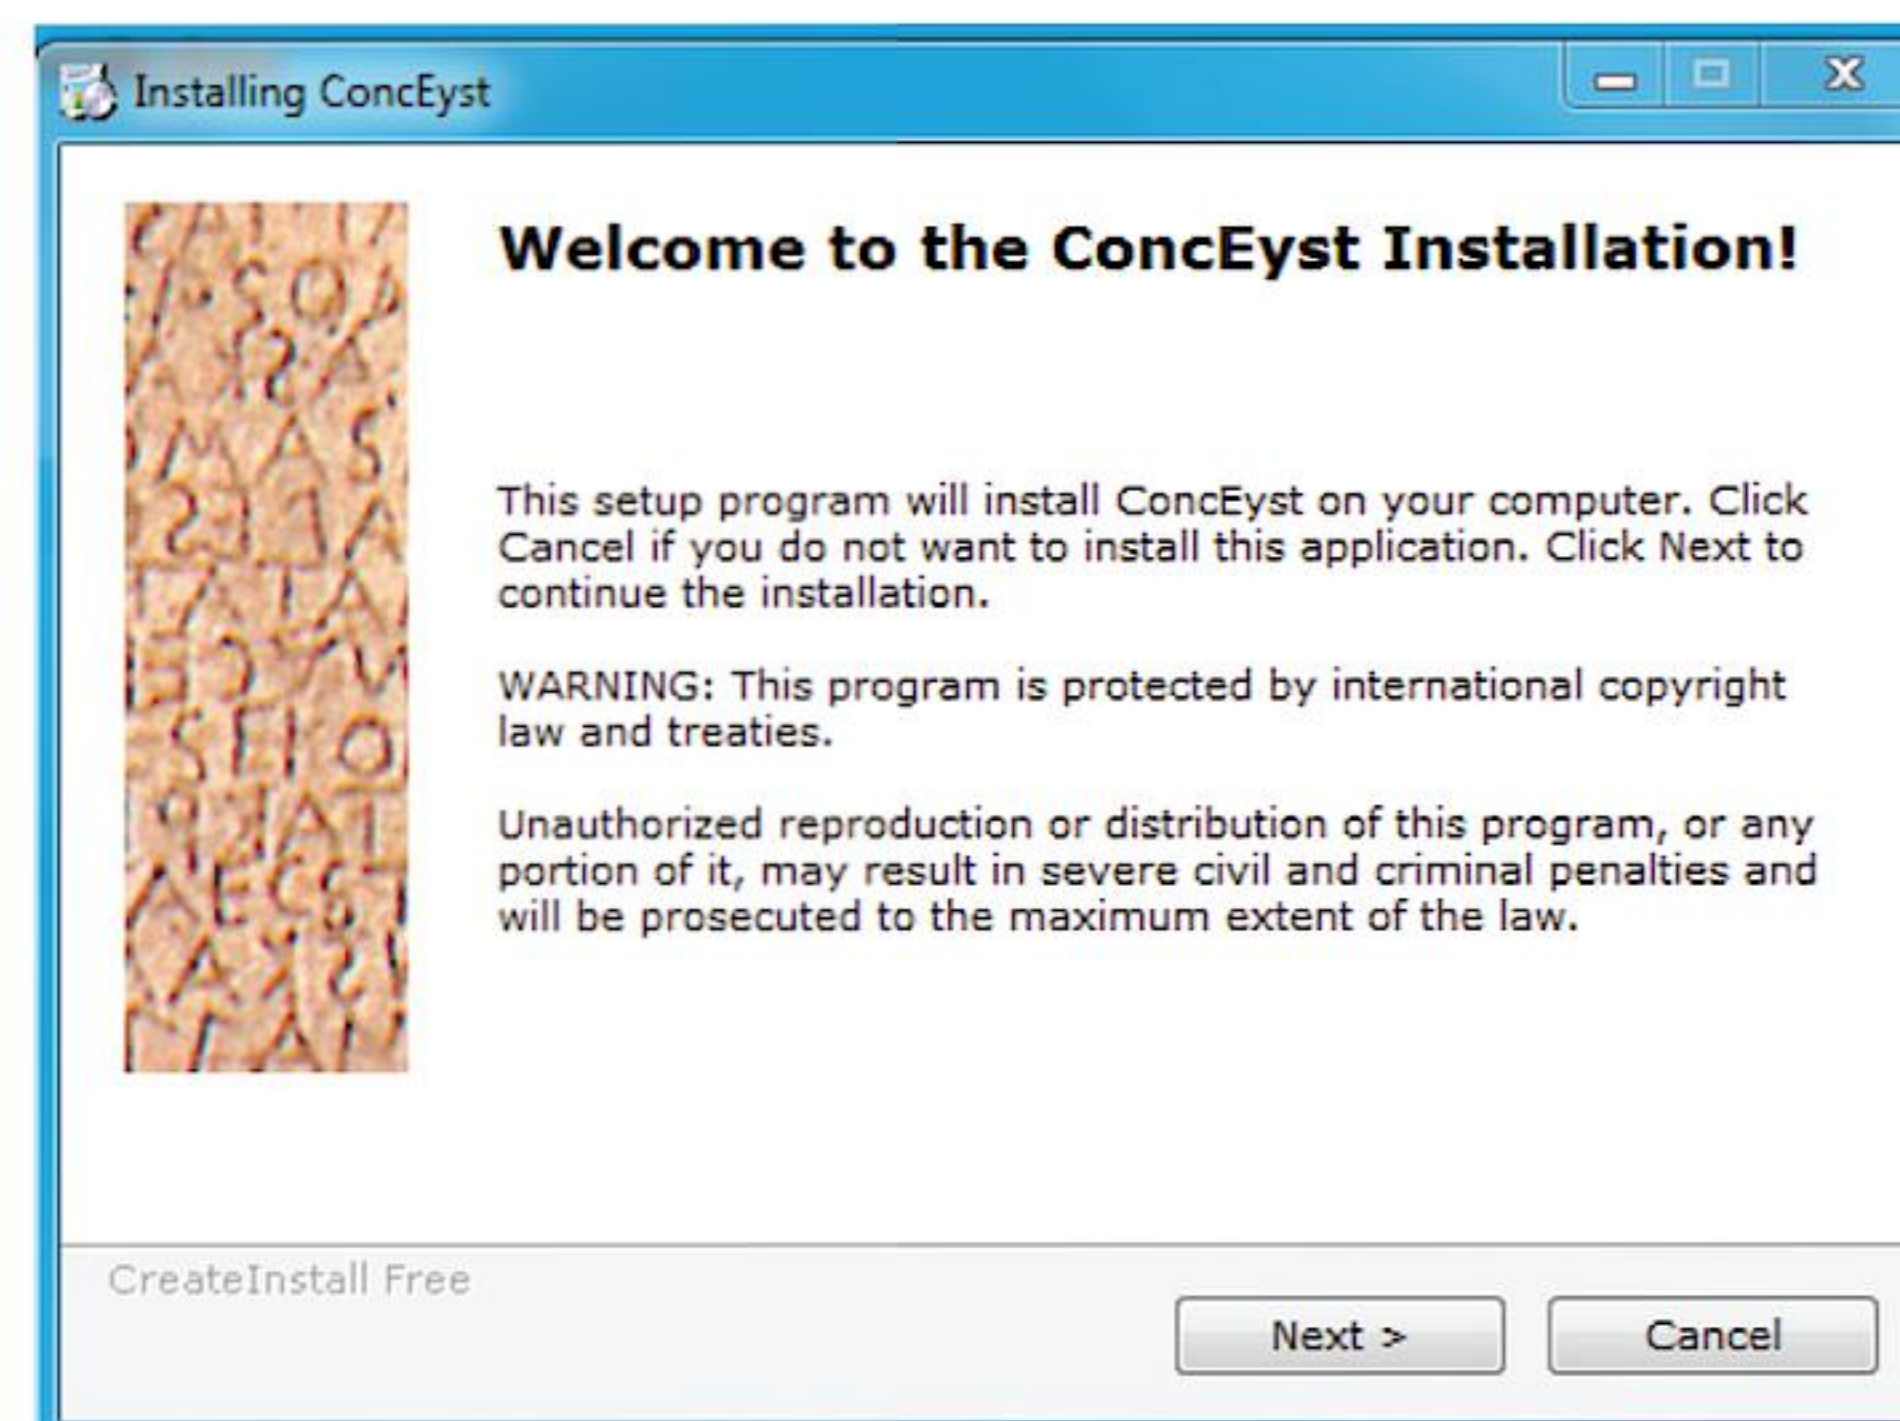 Installing ConcEyst
Welcome to the ConcEyst Installation!
This setup program will install ConcEyst on your computer. Click
Cancel if you do not want to install this application. Click Next to
continue the installation.
WARNING: This program is protected by international copyright
law and treaties.
Unauthorized reproduction or distribution of this program, or any
portion of it, may result in severe civil and criminal penalties and
will be prosecuted to the maximum extent of the law.
CreateInstall Free
Next >
Cancel